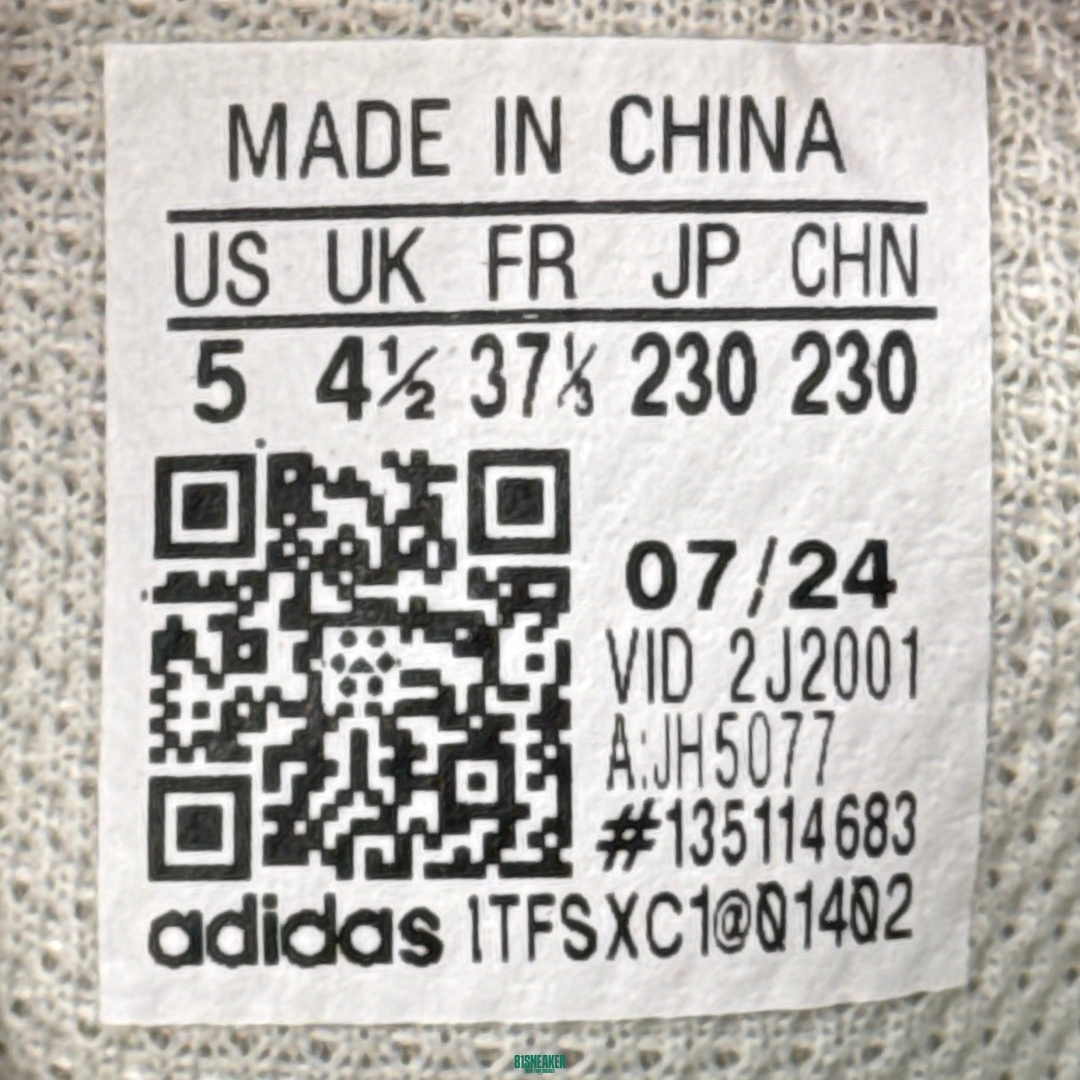 MADE IN CHINA
US UK FR JP CHN
5 4½ 37⅓ 230 230
07/24
VID 2J2001
A:JH5077
#135114683
adidas 1TFSXC1@01402
81SNEAKER